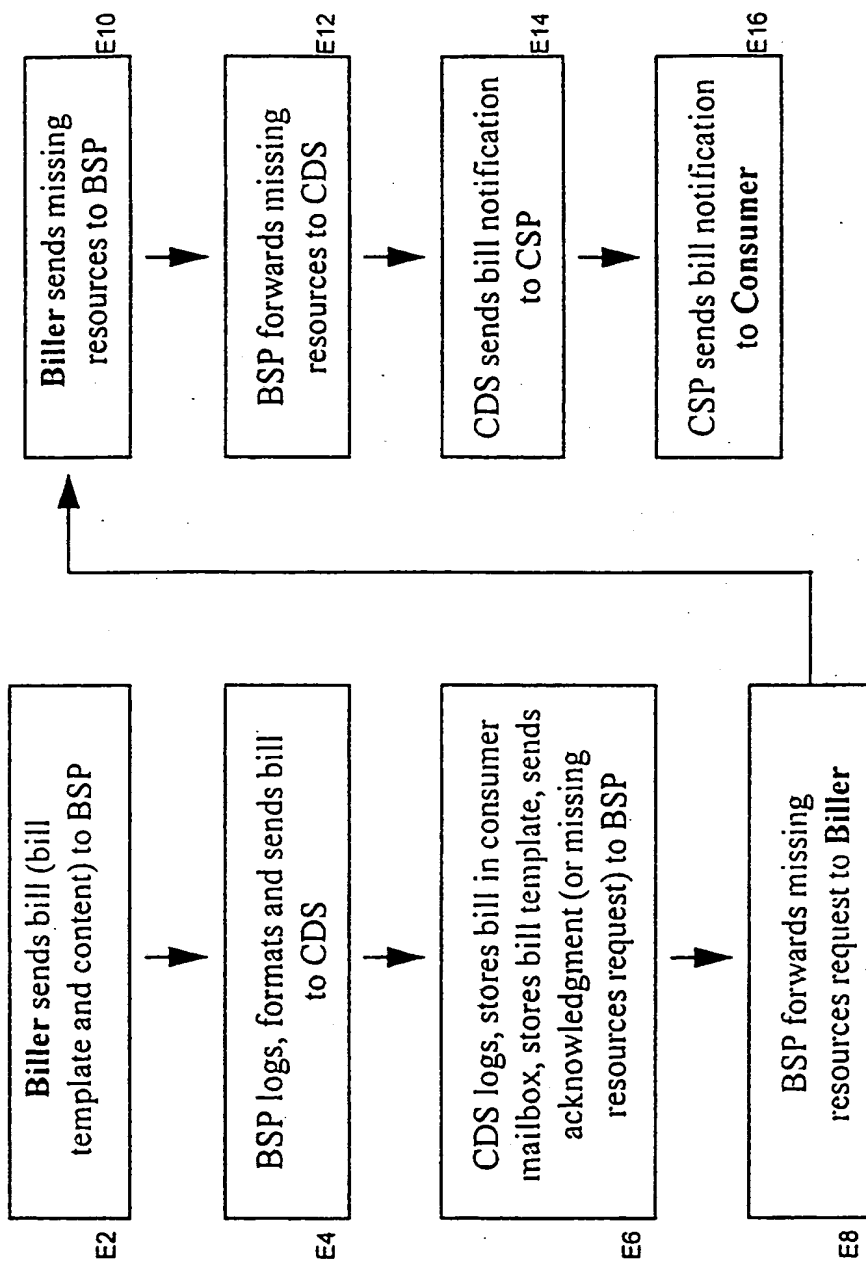 Biller sends bill (bill
template and content) to BSP
E2
BSP logs, formats and sends bill
to CDS
E4
CDS logs, stores bill in consumer
mailbox, stores bill template, sends
acknowledgment (or missing
resources request) to BSP
E6
BSP forwards missing
resources request to Biller
E8
Biller sends missing
resources to BSP
E10
BSP forwards missing
resources to CDS
E12
CDS sends bill notification
to CSP
E14
CSP sends bill notification
to Consumer
E16